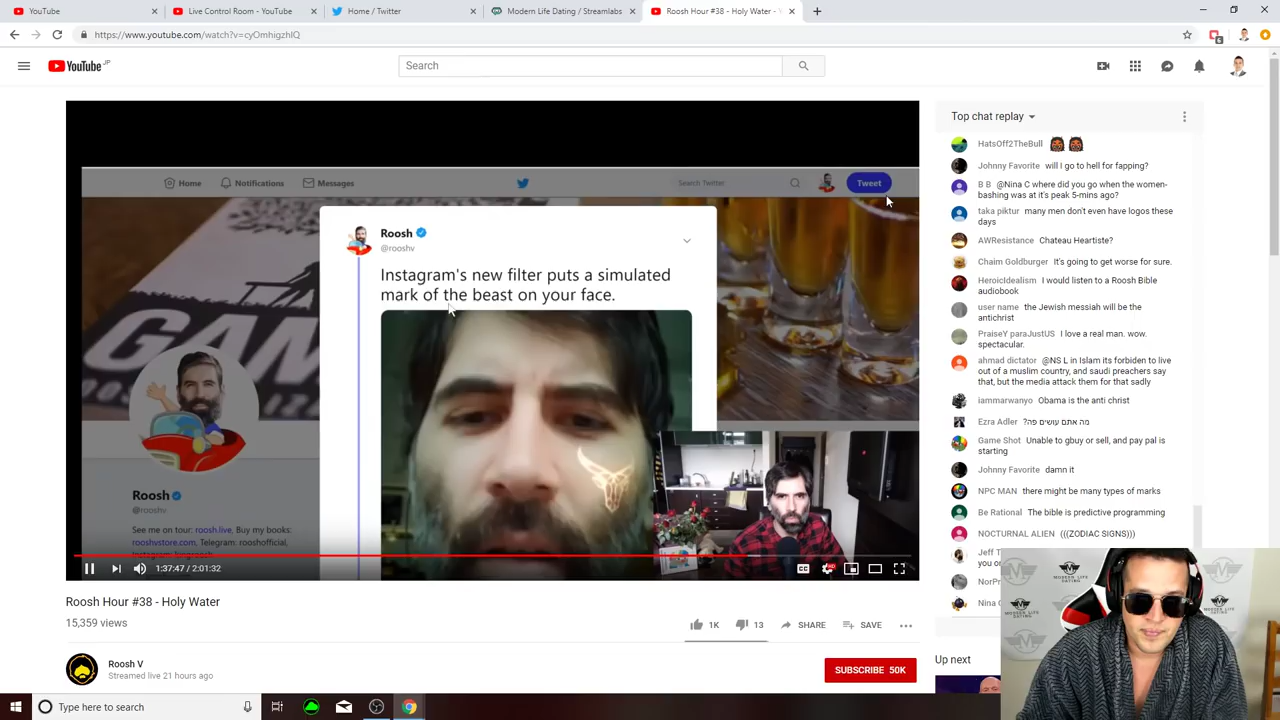 YouTube
Live Control Room - YouTube
Home / Twitter
Modern Life Dating / Streamlabs
Roosh Hour #38 - Holy Water -
https://www.youtube.com/watch?v=cyOmhigzhIQ
YouTube JP
Search
Home
Notifications
Messages
Search Twitter
Tweet
GAM
Roosh
@rooshv
Instagram's new filter puts a simulated
mark of the beast on your face.
Roosh
@rooshv
See me on tour: roosh.live. Buy my books:
rooshvstore.com. Telegram: rooshofficial,
1:37:47 / 2:01:32
Roosh Hour #38 - Holy Water
15,359 views
1K
13
SHARE
SAVE
Roosh V
Streamed live 21 hours ago
SUBSCRIBE 50K
Top chat replay
HatsOff2TheBull
Johnny Favorite will I go to hell for fapping?
B B @Nina C where did you go when the women-
bashing was at it's peak 5-mins ago?
taka piktur many men don't even have logos these
days
AWResistance Chateau Heartiste?
Chaim Goldburger It's going to get worse for sure.
HeroicIdealism I would listen to a Roosh Bible
audiobook
user name the Jewish messiah will be the
antichrist
PraiseY paraJustUS I love a real man. wow.
spectacular.
ahmad dictator @NS L in Islam its forbiden to live
out of a muslim country, and saudi preachers say
that, but the media attack them for that sadly
iammarwanyo Obama is the anti christ
Ezra Adler מה אתם עושים פה?
Game Shot Unable to gbuy or sell, and pay pal is
starting
Johnny Favorite damn it
NPC MAN there might be many types of marks
Be Rational The bible is predictive programming
NOCTURNAL ALIEN (((ZODIAC SIGNS)))
Jeff
you
NorP
Nina
Up next
MODERN LIFE
DATING
Type here to search